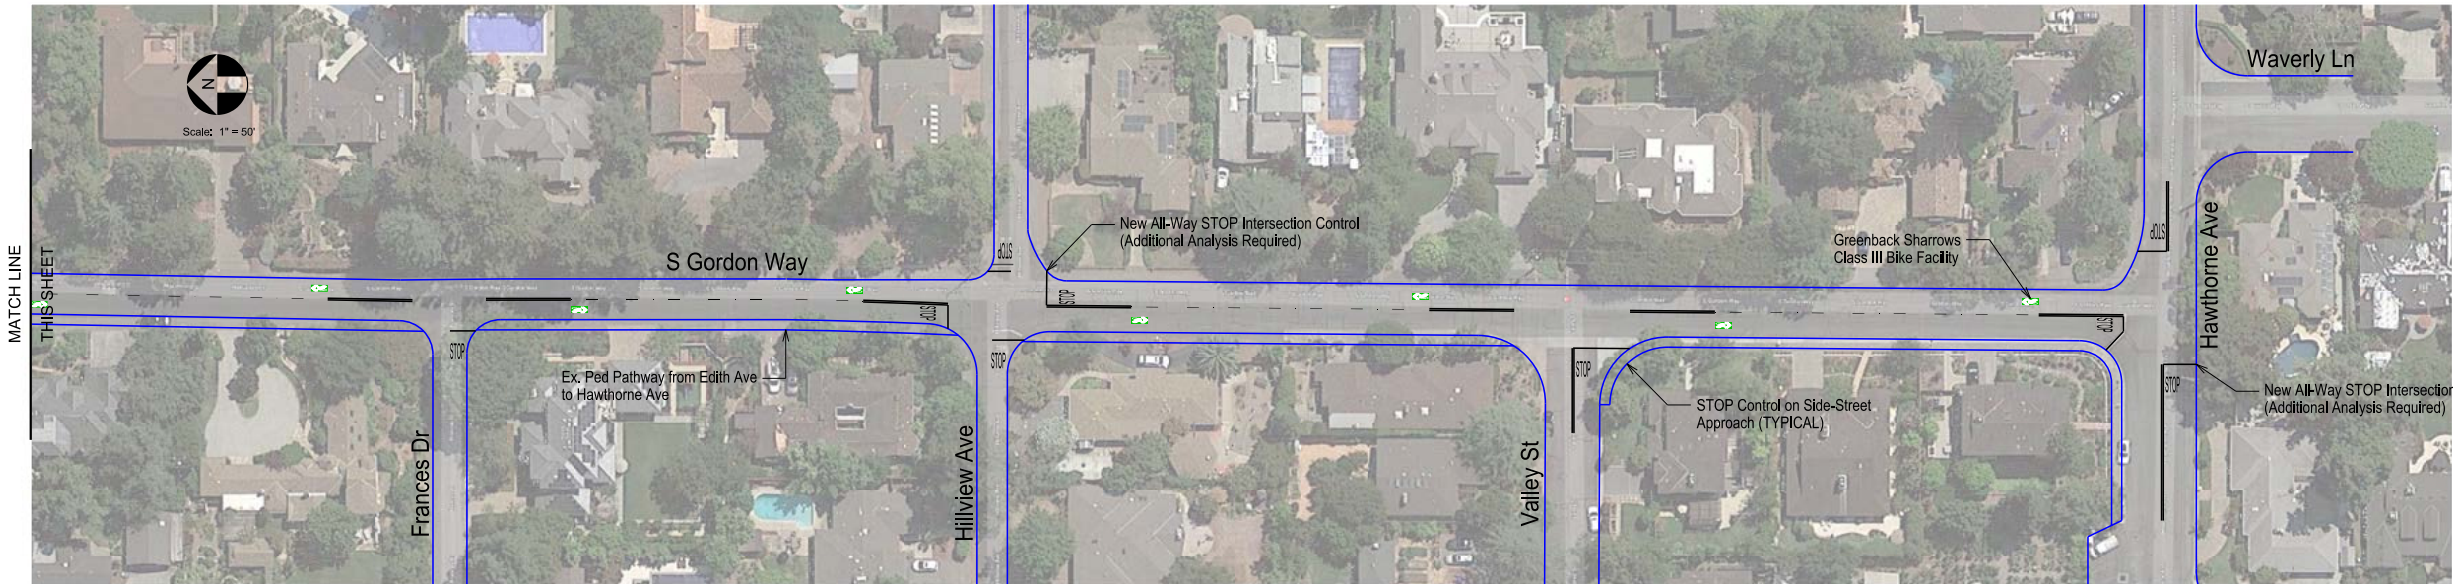 Waverly Ln
N
Scale: 1" = 50'
MATCH LINE
THIS SHEET
S Gordon Way
New All-Way STOP Intersection Control
(Additional Analysis Required)
Greenback Sharrows
Class III Bike Facility
Hawthorne Ave
STOP
STOP
STOP
STOP
STOP
STOP
STOP
STOP
STOP
Ex. Ped Pathway from Edith Ave
to Hawthorne Ave
STOP Control on Side-Street
Approach (TYPICAL)
New All-Way STOP Intersection
(Additional Analysis Required)
Frances Dr
Hillview Ave
Valley St